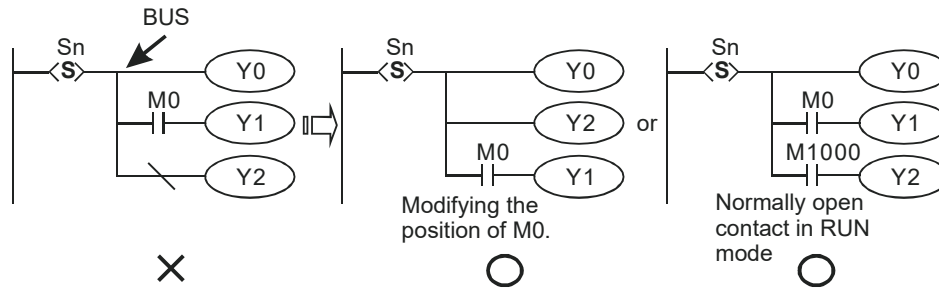 BUS
Sn
S
Y0
M0
Y1
Y2
Sn
S
Y0
Y2
M0
Y1
Modifying the
position of M0.
or
Sn
S
Y0
M0
Y1
M1000
Y2
Normally open
contact in RUN
mode